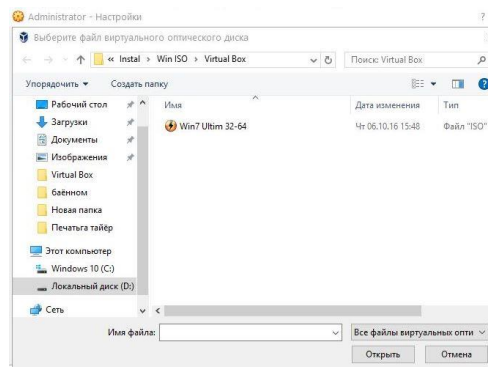 Administrator - Настройки
?
Выберите файл виртуального оптического диска
« Instal › Win ISO › Virtual Box
Поиск: Virtual Box
Упорядочить
Создать папку
?
Рабочий стол
Загрузки
Документы
Изображения
Virtual Box
баённом
Новая папка
Печатьга тайёр
Этот компьютер
Windows 10 (C:)
Локальный диск (D:)
Сеть
Имя
Дата изменения
Тип
Win7 Ultim 32-64
Чт 06.10.16 15:48
Файл "ISO"
Имя файла:
Все файлы виртуальных опти
Открыть
Отмена